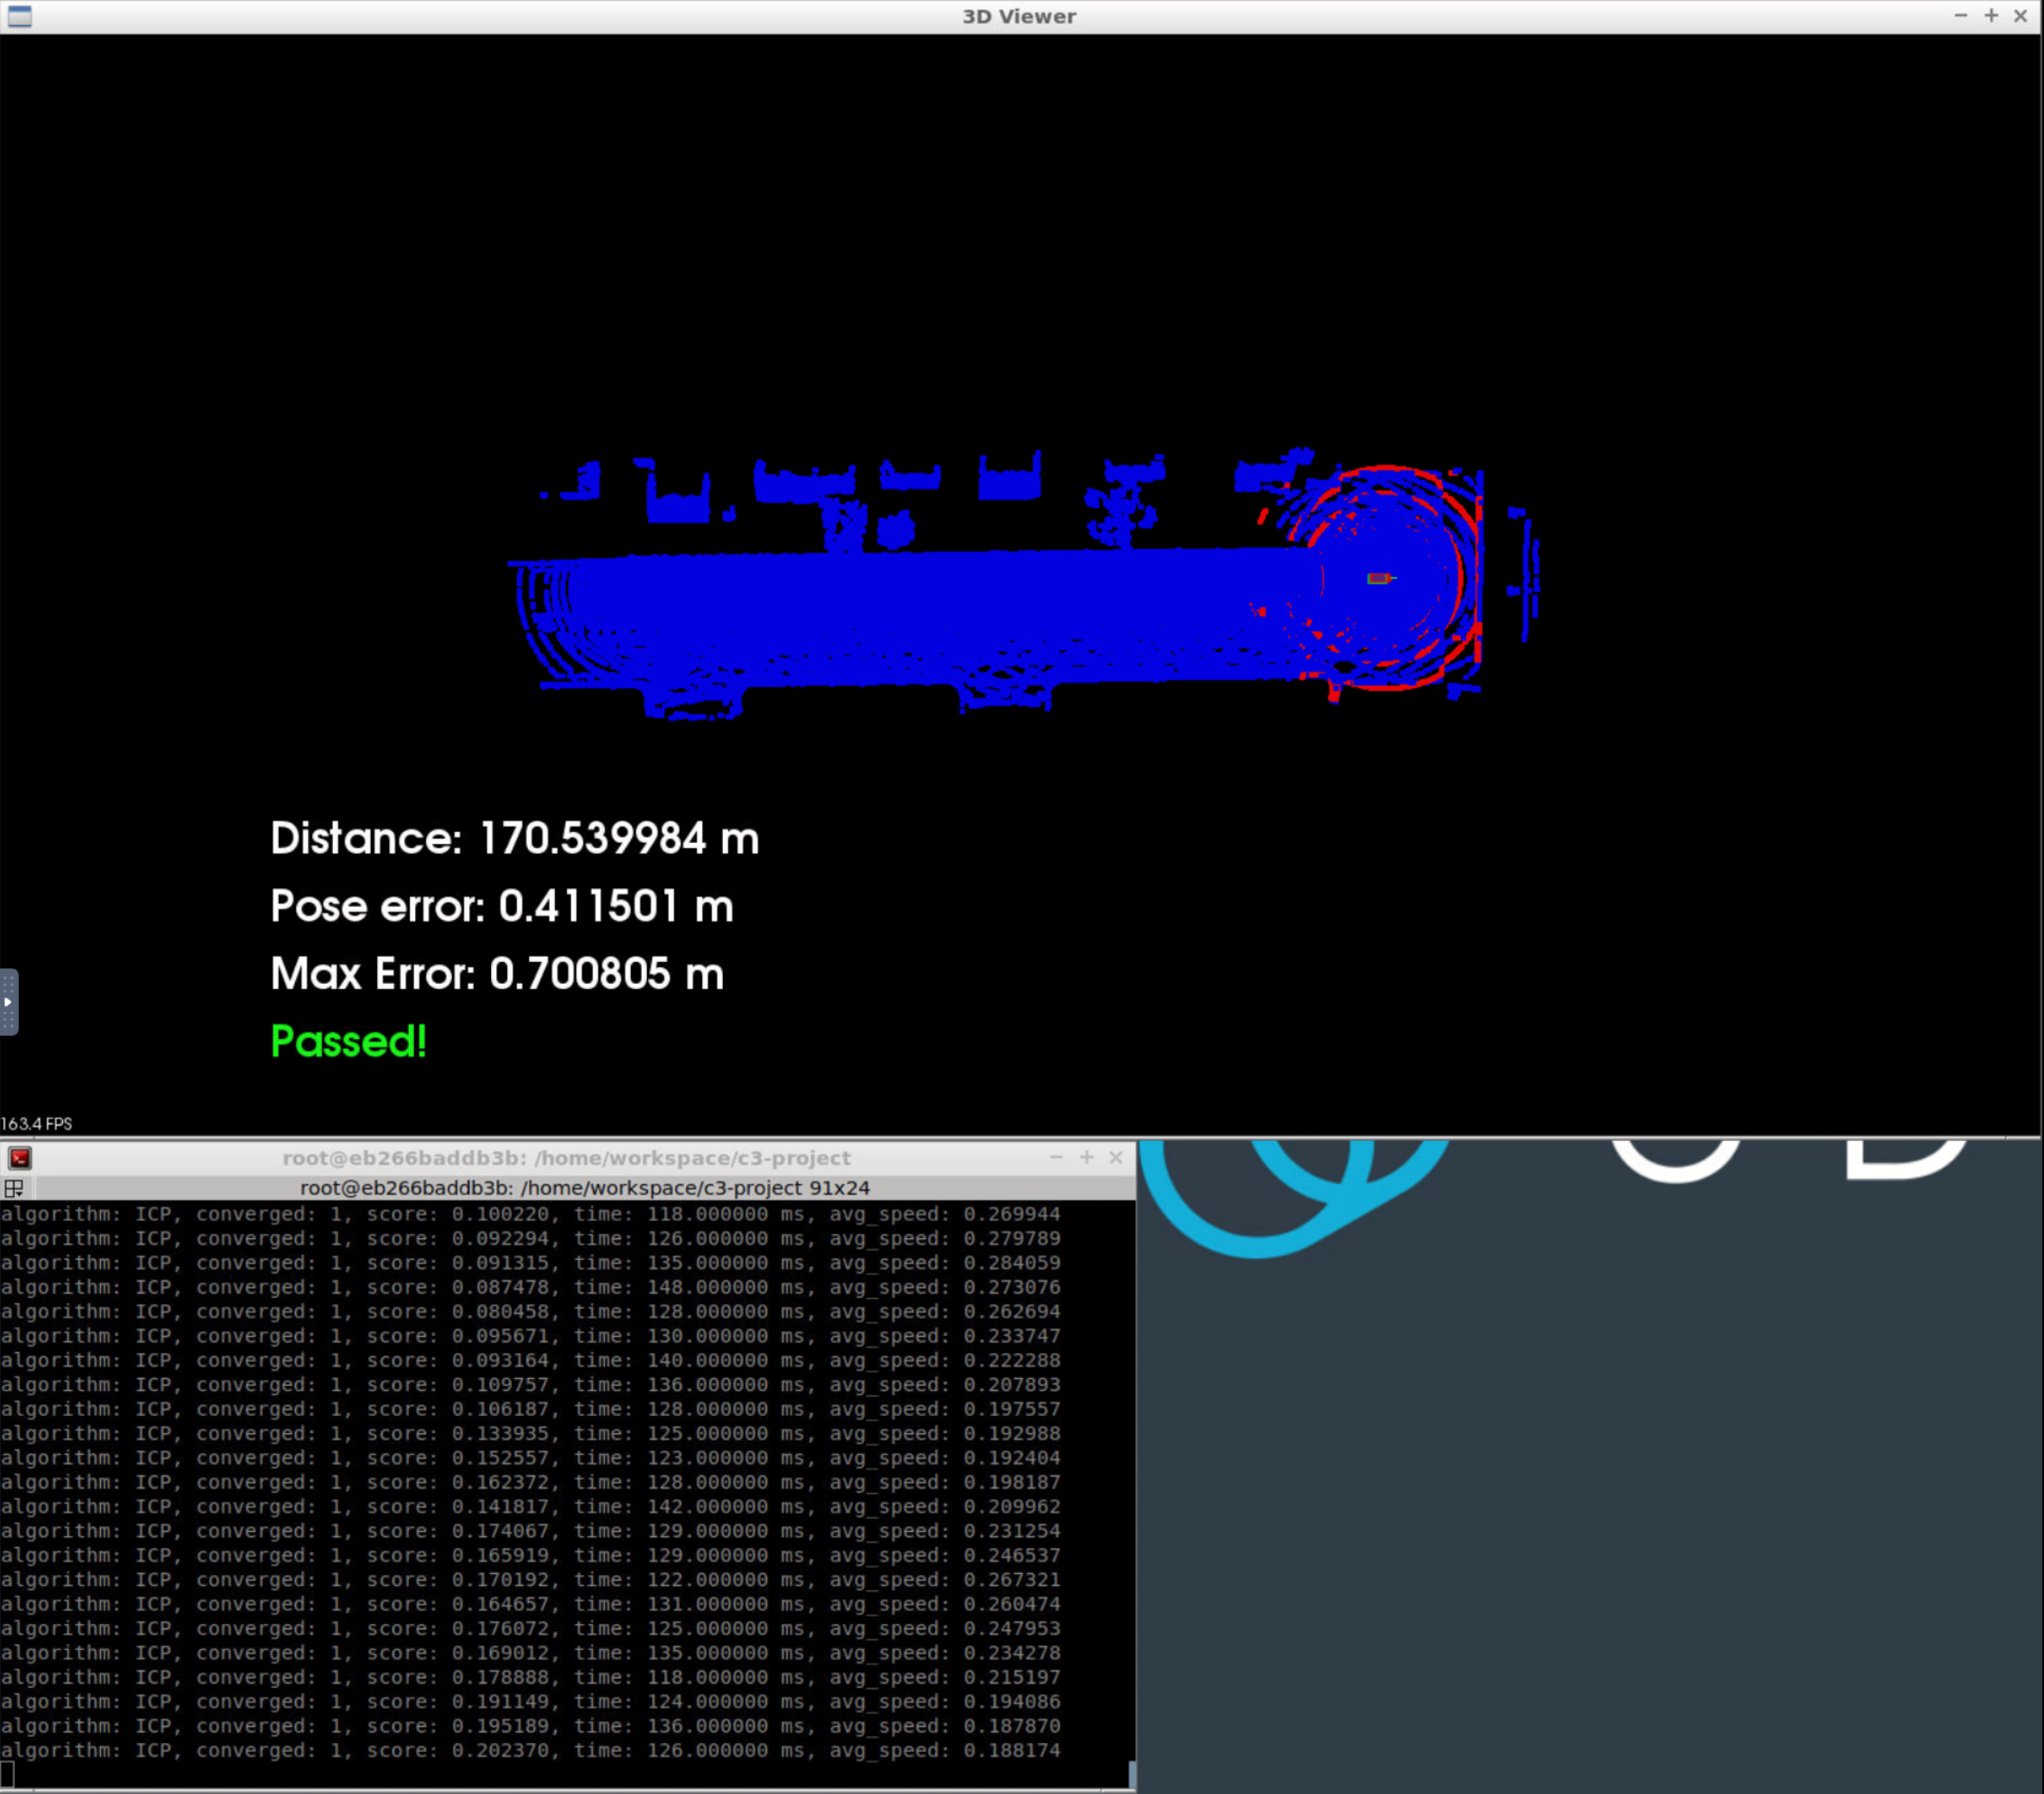 3D Viewer
Distance: 170.539984 m
Pose error: 0.411501 m
Max Error: 0.700805 m
Passed!
163.4 FPS
root@eb266baddb3b: /home/workspace/c3-project
root@eb266baddb3b: /home/workspace/c3-project 91x24
algorithm: ICP, converged: 1, score: 0.100220, time: 118.000000 ms, avg_speed: 0.269944
algorithm: ICP, converged: 1, score: 0.092294, time: 126.000000 ms, avg_speed: 0.279789
algorithm: ICP, converged: 1, score: 0.091315, time: 135.000000 ms, avg_speed: 0.284059
algorithm: ICP, converged: 1, score: 0.087478, time: 148.000000 ms, avg_speed: 0.273076
algorithm: ICP, converged: 1, score: 0.080458, time: 128.000000 ms, avg_speed: 0.262694
algorithm: ICP, converged: 1, score: 0.095671, time: 130.000000 ms, avg_speed: 0.233747
algorithm: ICP, converged: 1, score: 0.093164, time: 140.000000 ms, avg_speed: 0.222288
algorithm: ICP, converged: 1, score: 0.109757, time: 136.000000 ms, avg_speed: 0.207893
algorithm: ICP, converged: 1, score: 0.106187, time: 128.000000 ms, avg_speed: 0.197557
algorithm: ICP, converged: 1, score: 0.133935, time: 125.000000 ms, avg_speed: 0.192988
algorithm: ICP, converged: 1, score: 0.152557, time: 123.000000 ms, avg_speed: 0.192404
algorithm: ICP, converged: 1, score: 0.162372, time: 128.000000 ms, avg_speed: 0.198187
algorithm: ICP, converged: 1, score: 0.141817, time: 142.000000 ms, avg_speed: 0.209962
algorithm: ICP, converged: 1, score: 0.174067, time: 129.000000 ms, avg_speed: 0.231254
algorithm: ICP, converged: 1, score: 0.165919, time: 129.000000 ms, avg_speed: 0.246537
algorithm: ICP, converged: 1, score: 0.170192, time: 122.000000 ms, avg_speed: 0.267321
algorithm: ICP, converged: 1, score: 0.164657, time: 131.000000 ms, avg_speed: 0.260474
algorithm: ICP, converged: 1, score: 0.176072, time: 125.000000 ms, avg_speed: 0.247953
algorithm: ICP, converged: 1, score: 0.169012, time: 135.000000 ms, avg_speed: 0.234278
algorithm: ICP, converged: 1, score: 0.178888, time: 118.000000 ms, avg_speed: 0.215197
algorithm: ICP, converged: 1, score: 0.191149, time: 124.000000 ms, avg_speed: 0.194086
algorithm: ICP, converged: 1, score: 0.195189, time: 136.000000 ms, avg_speed: 0.187870
algorithm: ICP, converged: 1, score: 0.202370, time: 126.000000 ms, avg_speed: 0.188174